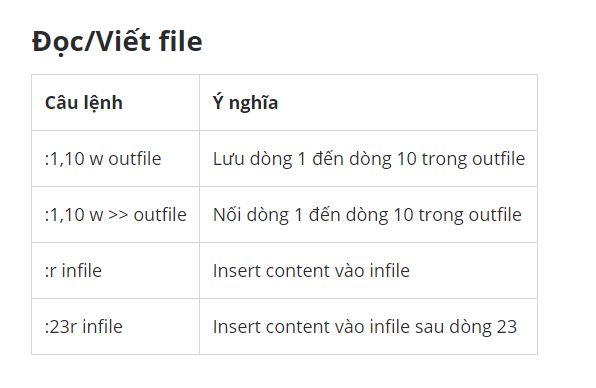 Đọc/Viết file
Câu lệnh Ý nghĩa
:1,10 w outfile Lưu dòng 1 đến dòng 10 trong outfile
:1,10 w >> outfile Nối dòng 1 đến dòng 10 trong outfile
:r infile Insert content vào infile
:23r infile Insert content vào infile sau dòng 23